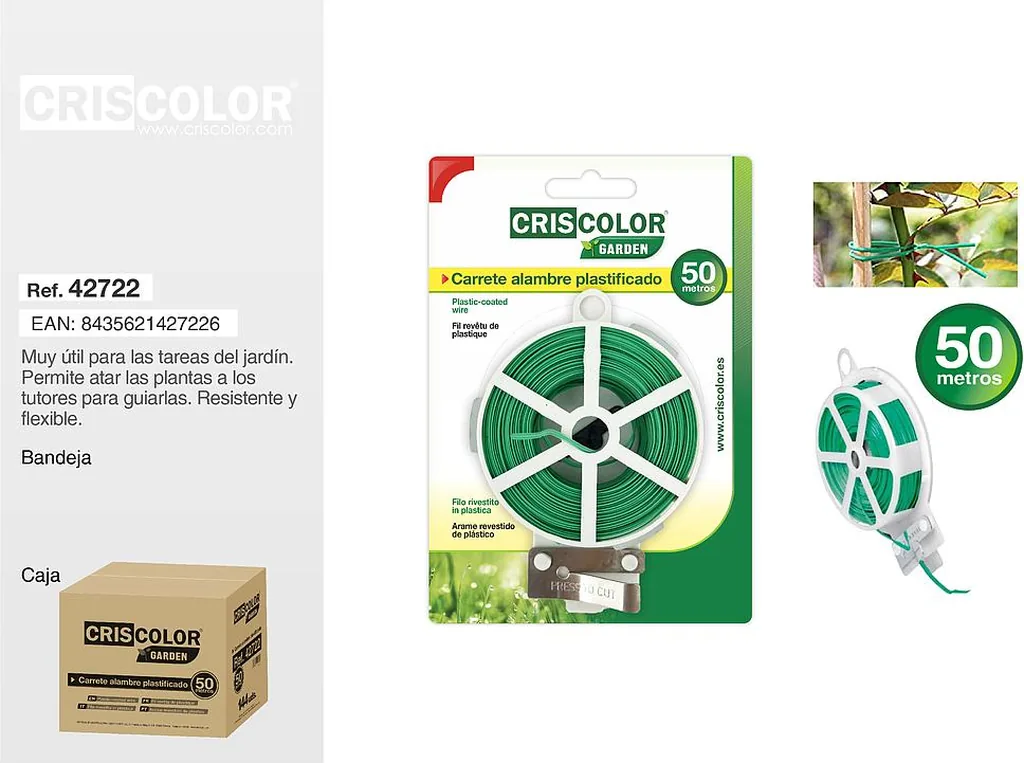 CRISCOLOR
www.criscolor.com
Ref. 42722
EAN: 8435621427226
Muy útil para las tareas del jardín.
Permite atar las plantas a los
tutores para guiarlas. Resistente y
flexible.
Bandeja
Caja
CRISCOLOR
GARDEN
Carrete alambre plastificado
50
metros
Ref. 42722
50
CRISCOLOR®
GARDEN
Carrete alambre plastificado
50
metros
Plastic-coated
wire
Fil revêtu de
plastique
www.criscolor.es
Filo rivestito
in plastica
Arame revestido
de plástico
PRESS TO CUT
50
metros